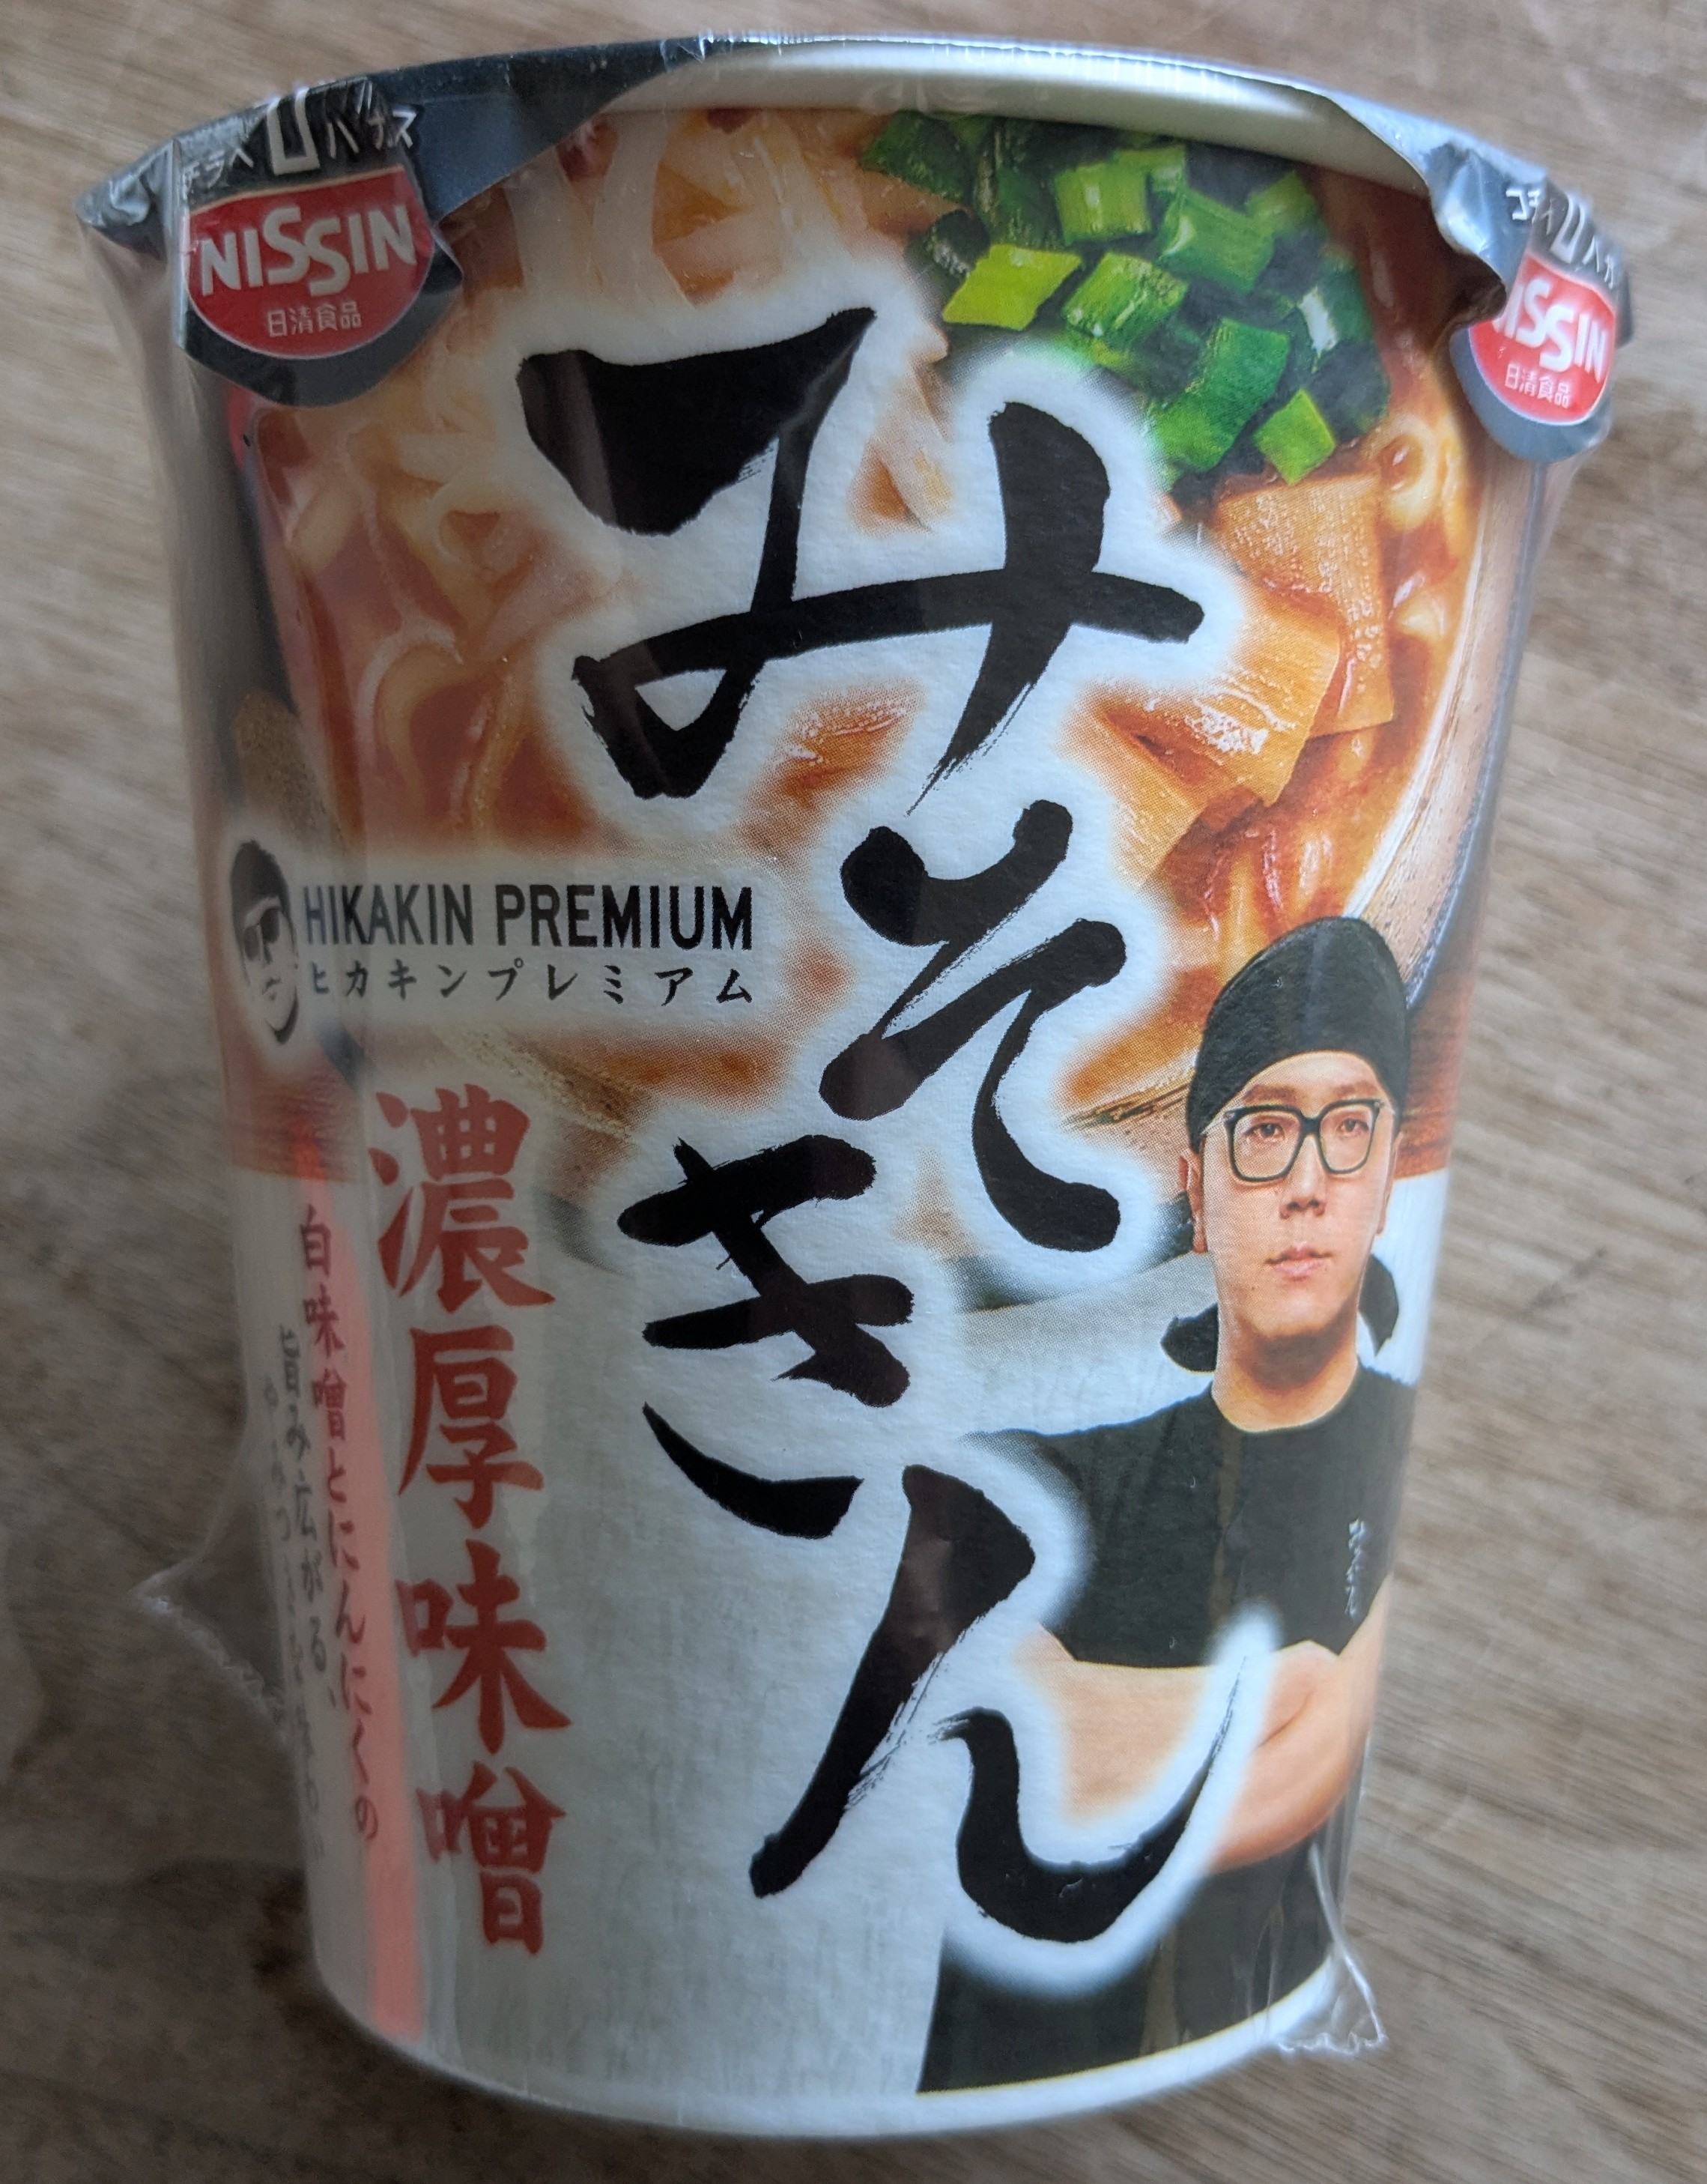 NISSIN
日清食品
NISSIN
日清食品
みそきん
HIKAKIN PREMIUM
ヒカキンプレミアム
濃厚味噌
白味噌とにんにくの
旨み広がる、